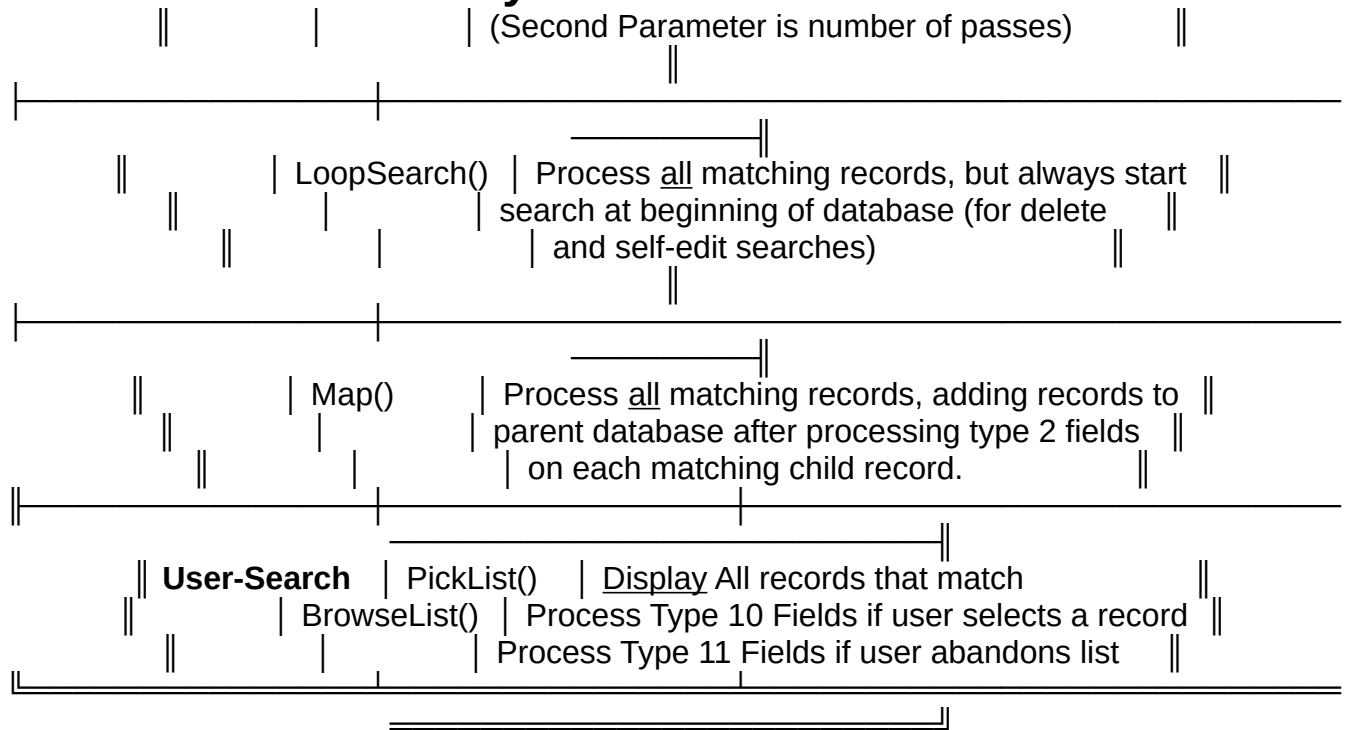 (Second Parameter is number of passes)
LoopSearch() Process all matching records, but always start
search at beginning of database (for delete
and self-edit searches)
Map() Process all matching records, adding records to
parent database after processing type 2 fields
on each matching child record.
User-Search PickList() Display All records that match
BrowseList() Process Type 10 Fields if user selects a record
Process Type 11 Fields if user abandons list